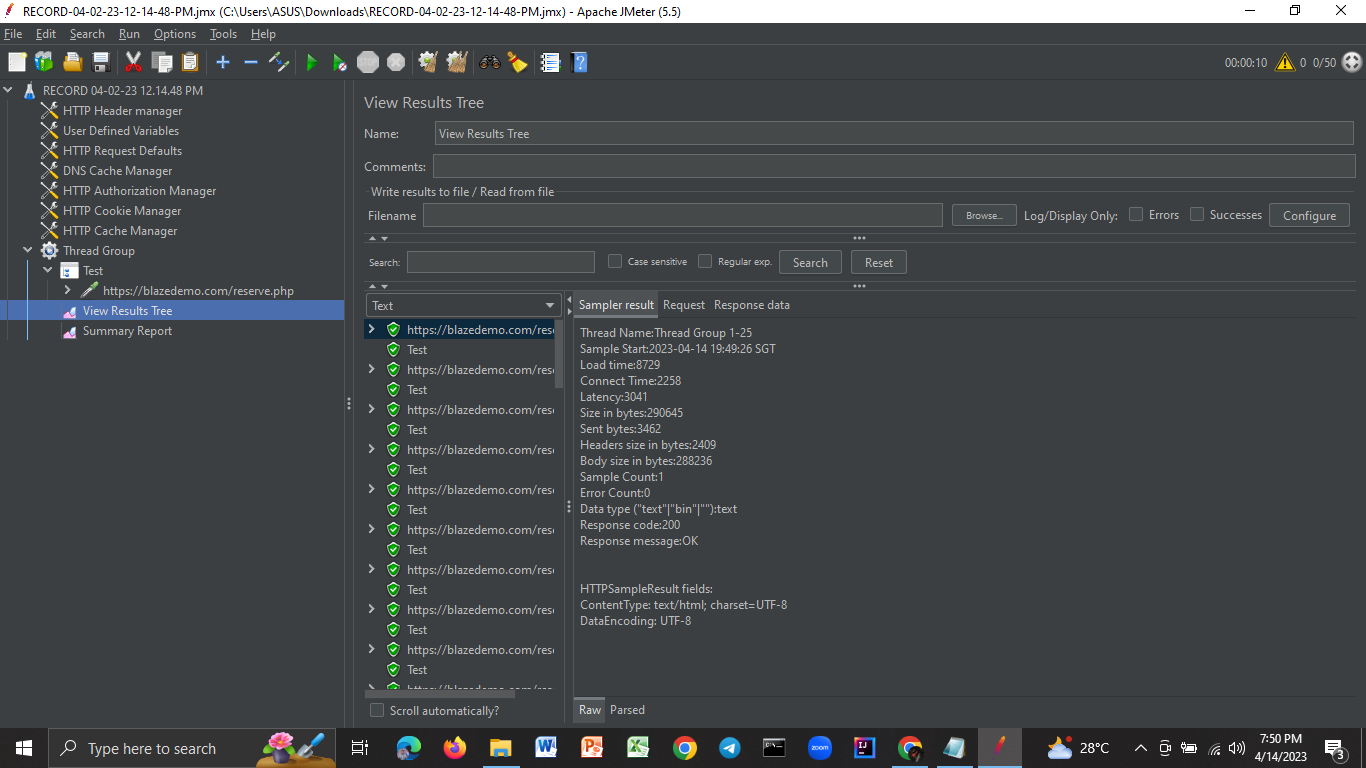 RECORD-04-02-23-12-14-48-PM.jmx (C:\Users\ASUS\Downloads\RECORD-04-02-23-12-14-48-PM.jmx) - Apache JMeter (5.5)
File Edit Search Run Options Tools Help
STOP 00:00:10 0 0/50
RECORD 04-02-23 12.14.48 PM
HTTP Header manager
User Defined Variables
HTTP Request Defaults
DNS Cache Manager
HTTP Authorization Manager
HTTP Cookie Manager
HTTP Cache Manager
Thread Group
Test
https://blazedemo.com/reserve.php
View Results Tree
Summary Report
View Results Tree
Name: View Results Tree
Comments:
Write results to file / Read from file
Filename Browse... Log/Display Only: Errors Successes Configure
Search: Case sensitive Regular exp. Search Reset
Text
https://blazedemo.com/rese
Test
https://blazedemo.com/rese
Test
https://blazedemo.com/rese
Test
https://blazedemo.com/rese
Test
https://blazedemo.com/rese
Test
https://blazedemo.com/rese
Test
https://blazedemo.com/rese
Test
https://blazedemo.com/rese
Test
https://blazedemo.com/rese
Test
https://blazedemo.com/rese
Scroll automatically?
Sampler result Request Response data
Thread Name:Thread Group 1-25
Sample Start:2023-04-14 19:49:26 SGT
Load time:8729
Connect Time:2258
Latency:3041
Size in bytes:290645
Sent bytes:3462
Headers size in bytes:2409
Body size in bytes:288236
Sample Count:1
Error Count:0
Data type ("text"|"bin"|""):text
Response code:200
Response message:OK
HTTPSampleResult fields:
ContentType: text/html; charset=UTF-8
DataEncoding: UTF-8
Raw Parsed
Type here to search
zoom
28°C
7:50 PM
4/14/2023
3